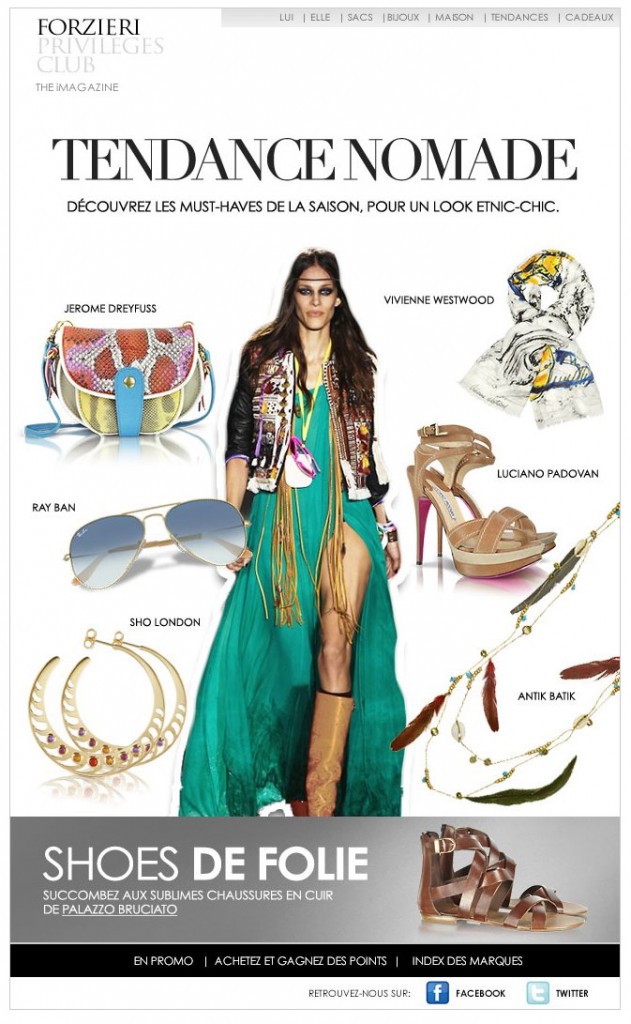 FORZIERI
PRIVILEGES
CLUB
THE IMAGAZINE
LUI | ELLE | SACS | BIJOUX | MAISON | TENDANCES | CADEAUX
TENDANCE NOMADE
DÉCOUVREZ LES MUST-HAVES DE LA SAISON, POUR UN LOOK ETNIC-CHIC.
JEROME DREYFUSS
VIVIENNE WESTWOOD
LUCIANO PADOVAN
RAY BAN
SHO LONDON
ANTIK BATIK
SHOES DE FOLIE
SUCCOMBEZ AUX SUBLIMES CHAUSSURES EN CUIR
DE PALAZZO BRUCIATO
EN PROMO | ACHETEZ ET GAGNEZ DES POINTS | INDEX DES MARQUES
RETROUVEZ-NOUS SUR: FACEBOOK TWITTER